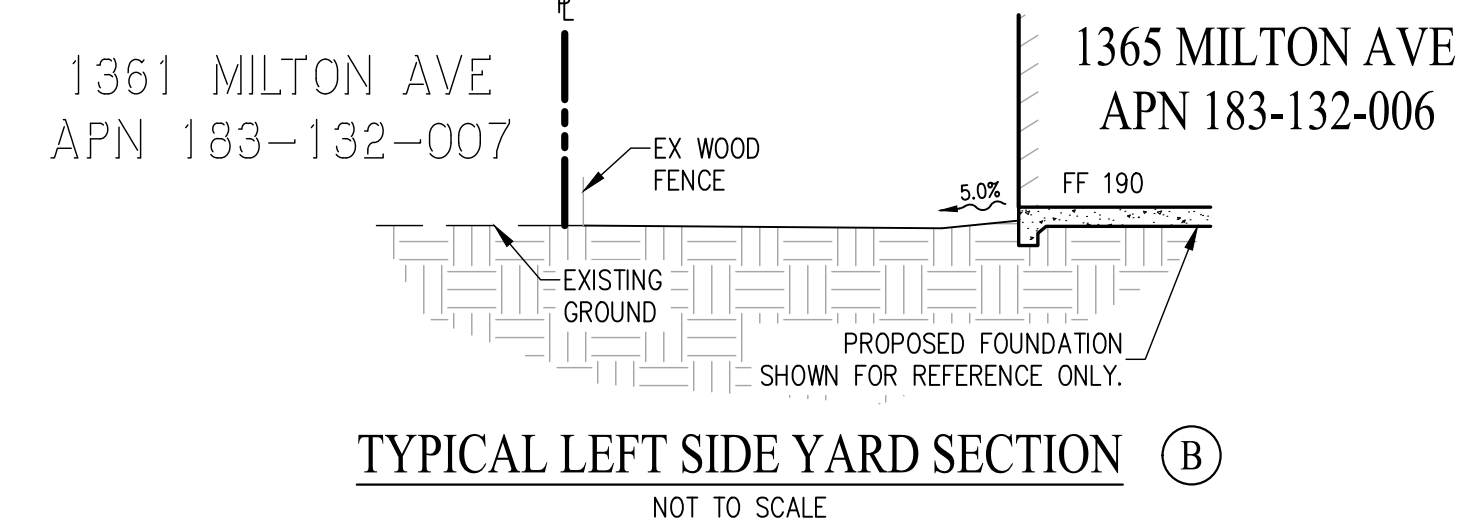 PL
1361 MILTON AVE
APN 183-132-007
1365 MILTON AVE
APN 183-132-006
EX WOOD
FENCE
5.0%
FF 190
EXISTING
GROUND
PROPOSED FOUNDATION
SHOWN FOR REFERENCE ONLY.
TYPICAL LEFT SIDE YARD SECTION B
NOT TO SCALE